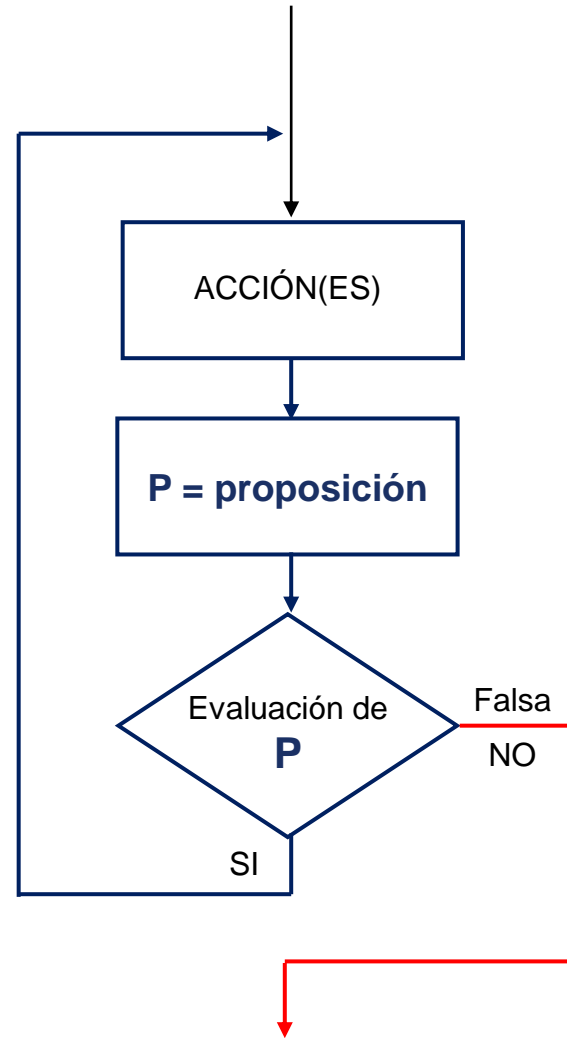 ACCIÓN(ES)
P = proposición
Evaluación de
P
Falsa
NO
SI